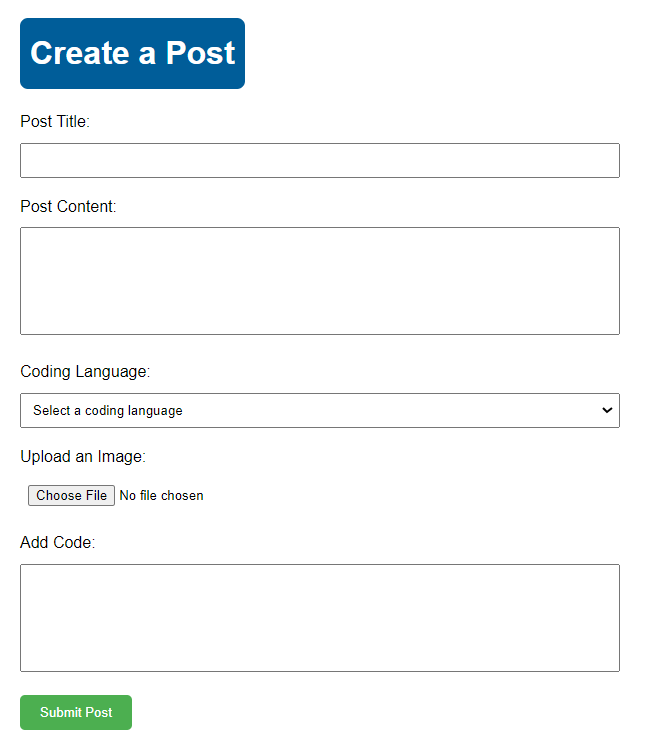 Create a Post
Post Title:
Post Content:
Coding Language:
Select a coding language
Upload an Image:
Choose File No file chosen
Add Code:
Submit Post